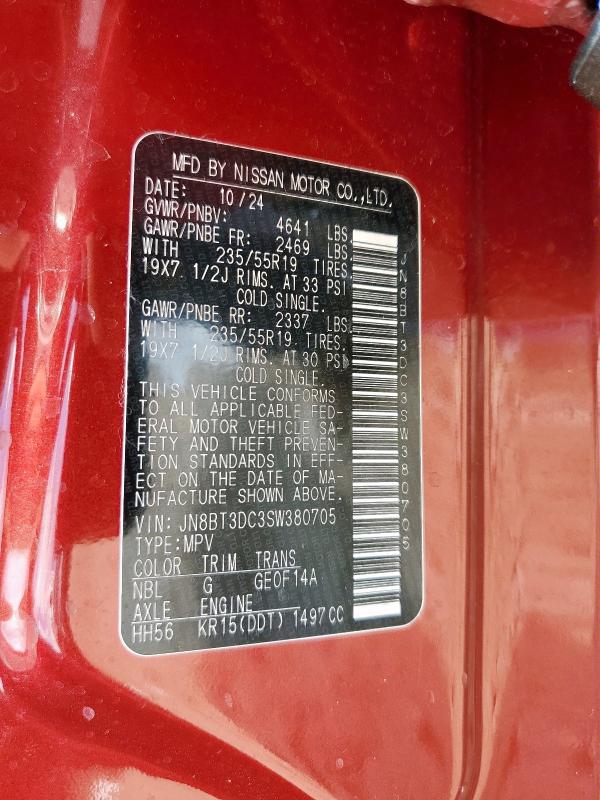 MFD BY NISSAN MOTOR CO.,LTD.
DATE: 10/24
GVWR/PNBV: 4641 LBS.
GAWR/PNBE FR: 2469 LBS.
WITH 235/55R19 TIRES.
19X7 1/2J RIMS. AT 33 PSI
COLD SINGLE.
GAWR/PNBE RR: 2337 LBS.
WITH 235/55R19 TIRES.
19X7 1/2J RIMS. AT 30 PSI
COLD SINGLE.
THIS VEHICLE CONFORMS
TO ALL APPLICABLE FED-
ERAL MOTOR VEHICLE SA-
FETY AND THEFT PREVEN-
TION STANDARDS IN EFF-
ECT ON THE DATE OF MA-
NUFACTURE SHOWN ABOVE.
VIN: JN8BT3DC3SW380705
TYPE:MPV
COLOR TRIM TRANS
NBL G GE0F14A
AXLE ENGINE
HH56 KR15(DDT) 1497CC
JN8BT3DC3SW380705